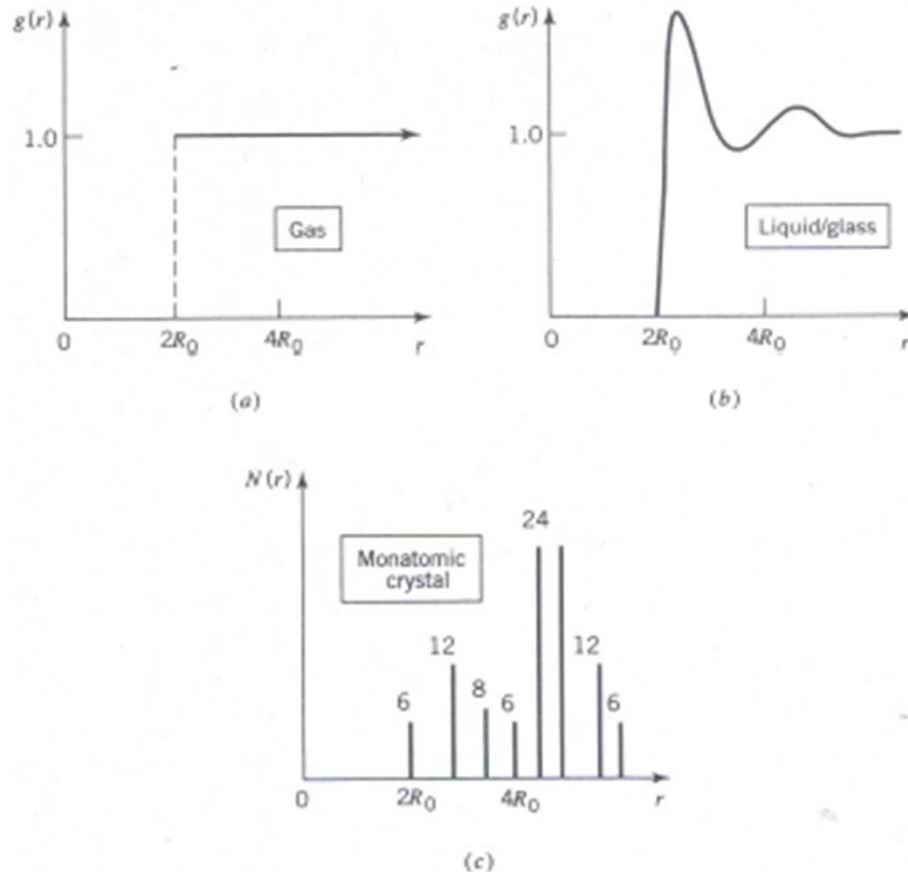 g(r)
1.0
Gas
0
2R₀
4R₀
r
(a)
g(r)
1.0
Liquid/glass
0
2R₀
4R₀
r
(b)
N(r)
24
Monatomic
crystal
12
12
8
6
6
6
0
2R₀
4R₀
r
(c)